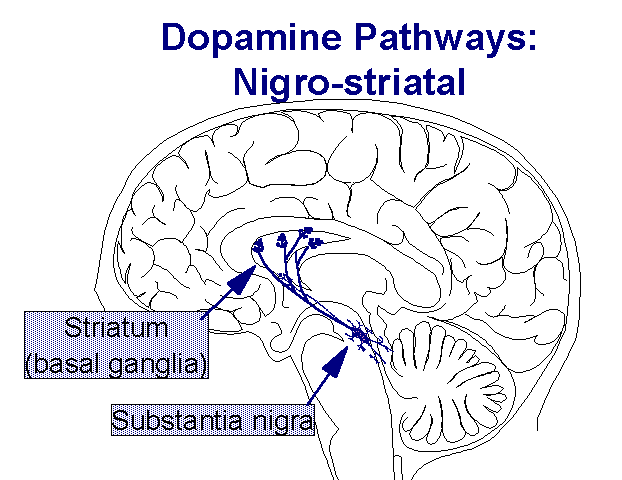 Dopamine Pathways:
Nigro-striatal
Striatum
(basal ganglia)
Substantia nigra